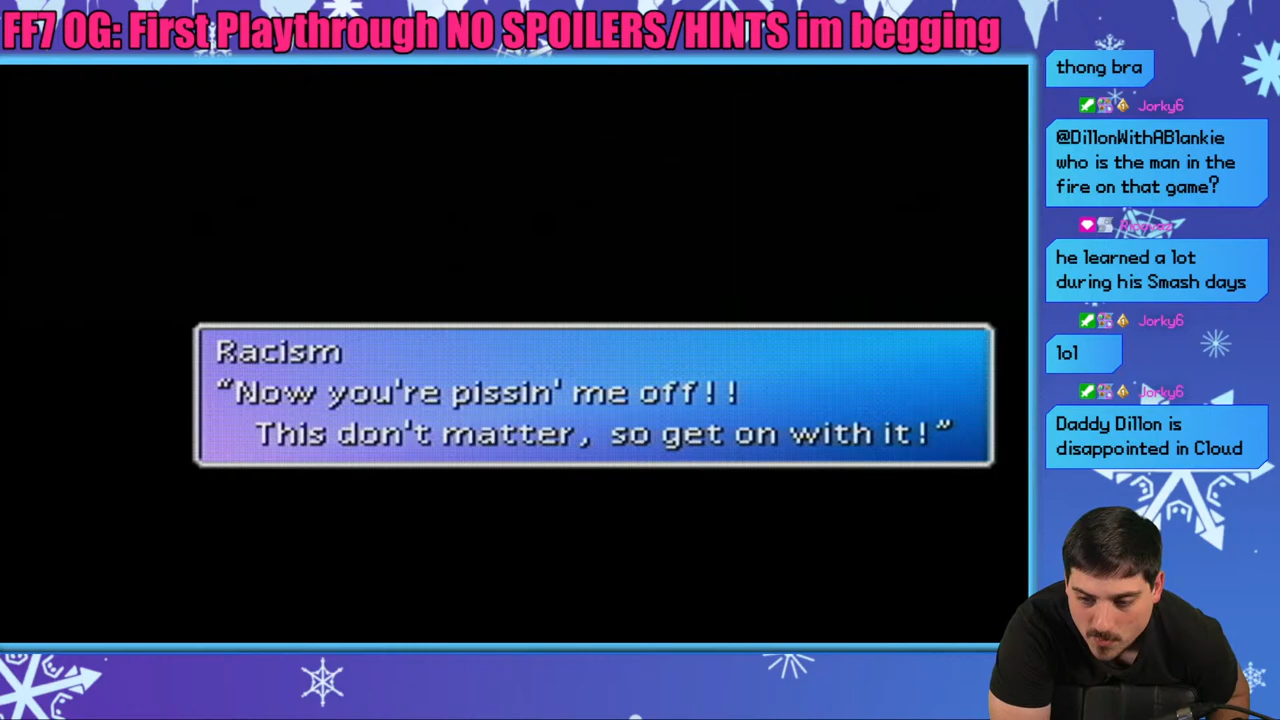 FF7 OG: First Playthrough NO SPOILERS/HINTS im begging
Racism
“Now you're pissin' me off!!
This don't matter, so get on with it!”
thong bra
Jorky6
@DillonWithABlankie
who is the man in the
fire on that game?
he learned a lot
during his Smash days
Jorky6
lol
Jorky6
Daddy Dillon is
disappointed in Cloud